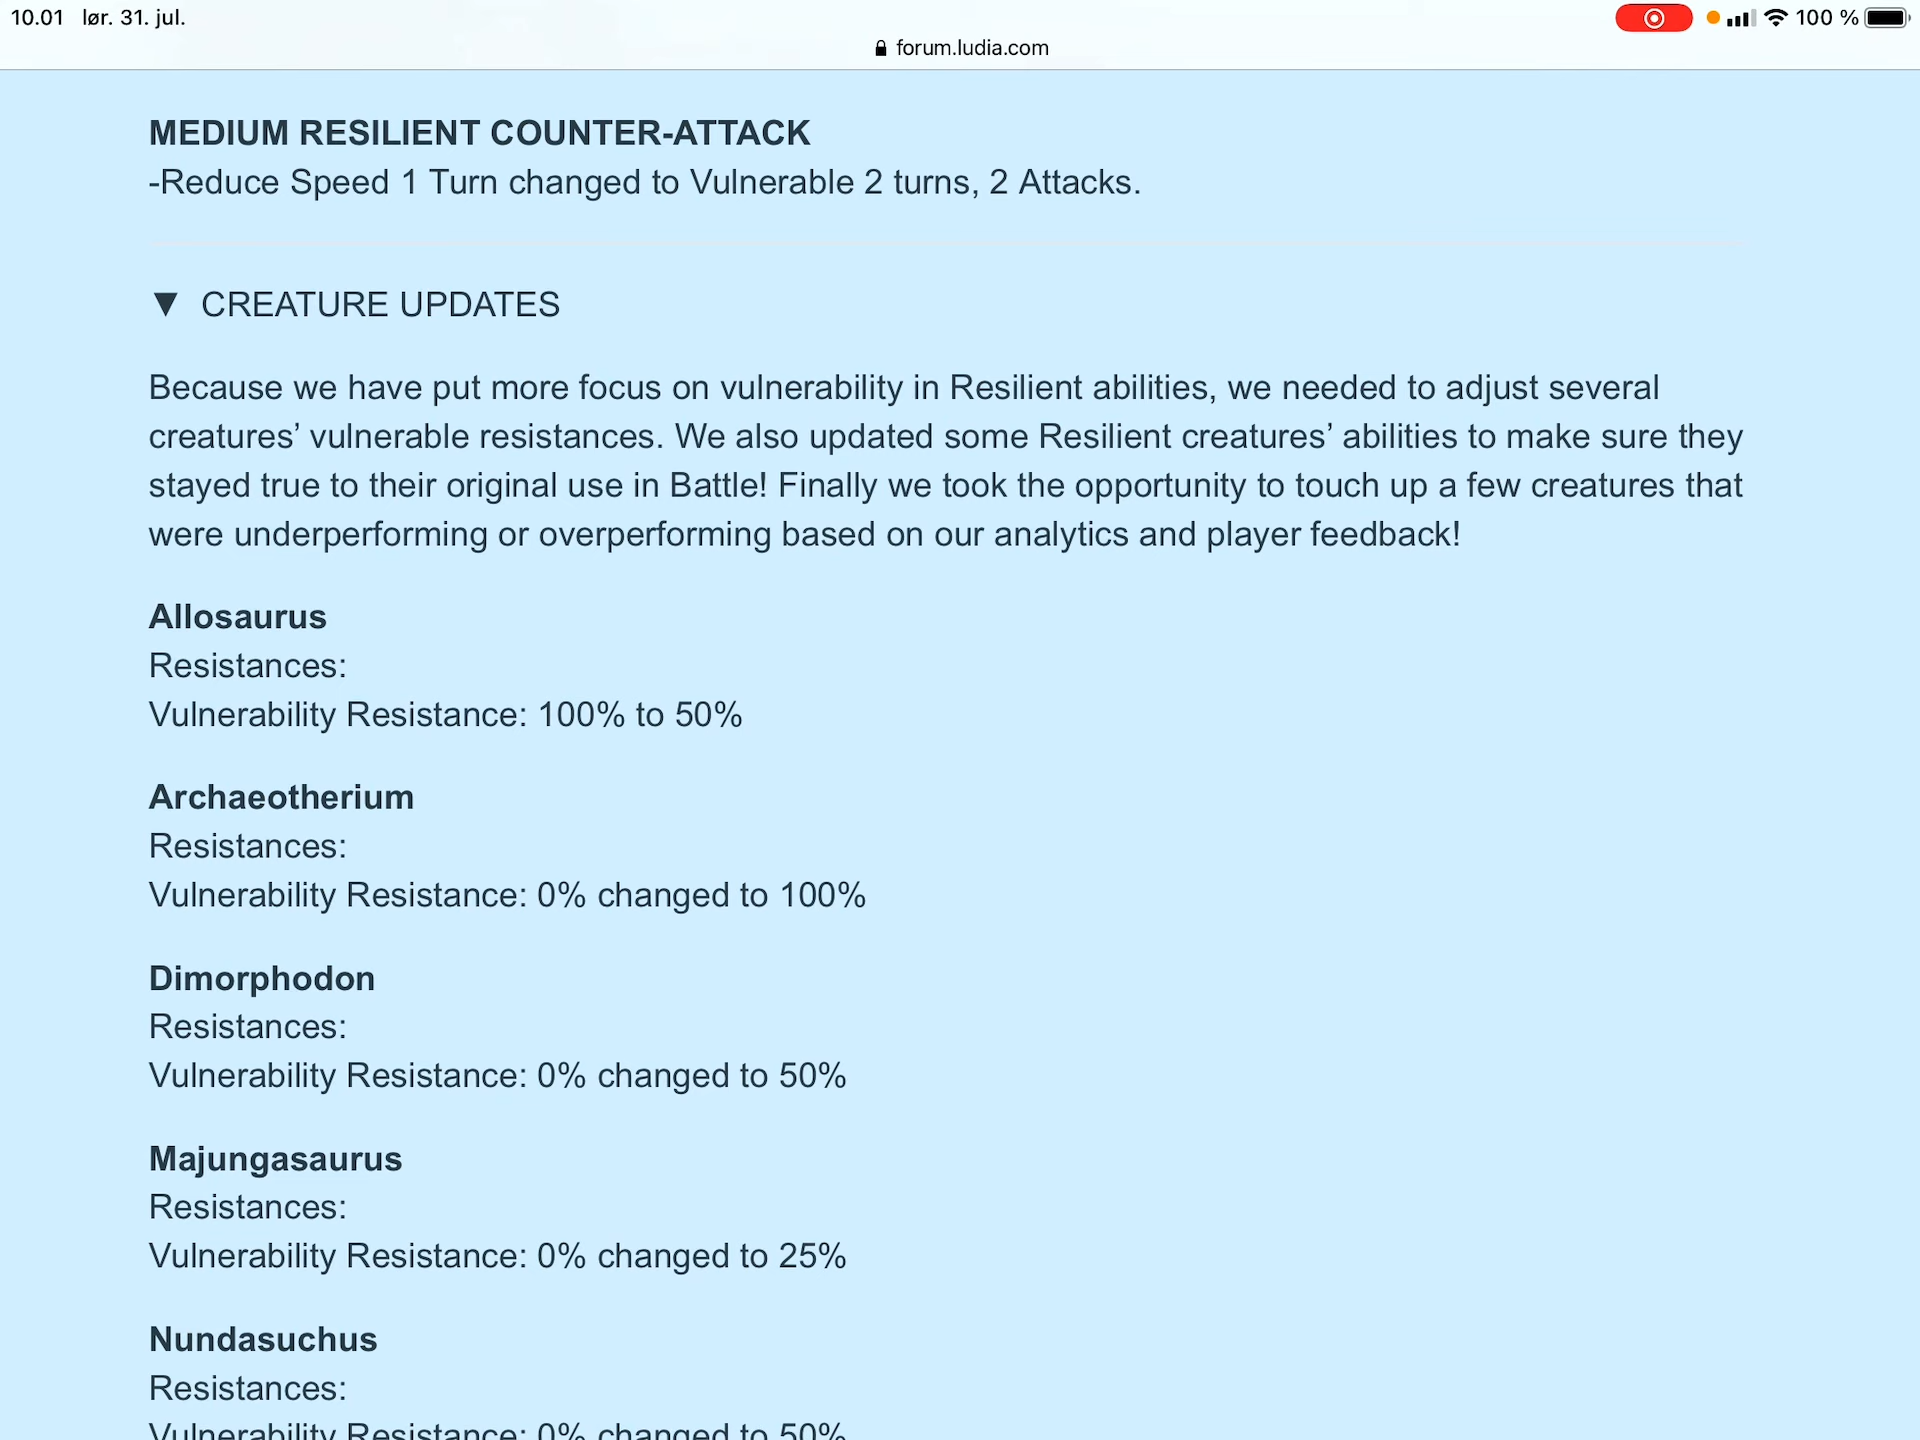 10.01 lør. 31. jul.
100 %
forum.ludia.com
MEDIUM RESILIENT COUNTER-ATTACK
-Reduce Speed 1 Turn changed to Vulnerable 2 turns, 2 Attacks.
▼ CREATURE UPDATES
Because we have put more focus on vulnerability in Resilient abilities, we needed to adjust several
creatures’ vulnerable resistances. We also updated some Resilient creatures’ abilities to make sure they
stayed true to their original use in Battle! Finally we took the opportunity to touch up a few creatures that
were underperforming or overperforming based on our analytics and player feedback!
Allosaurus
Resistances:
Vulnerability Resistance: 100% to 50%
Archaeotherium
Resistances:
Vulnerability Resistance: 0% changed to 100%
Dimorphodon
Resistances:
Vulnerability Resistance: 0% changed to 50%
Majungasaurus
Resistances:
Vulnerability Resistance: 0% changed to 25%
Nundasuchus
Resistances:
Vulnerability Resistance: 0% changed to 50%